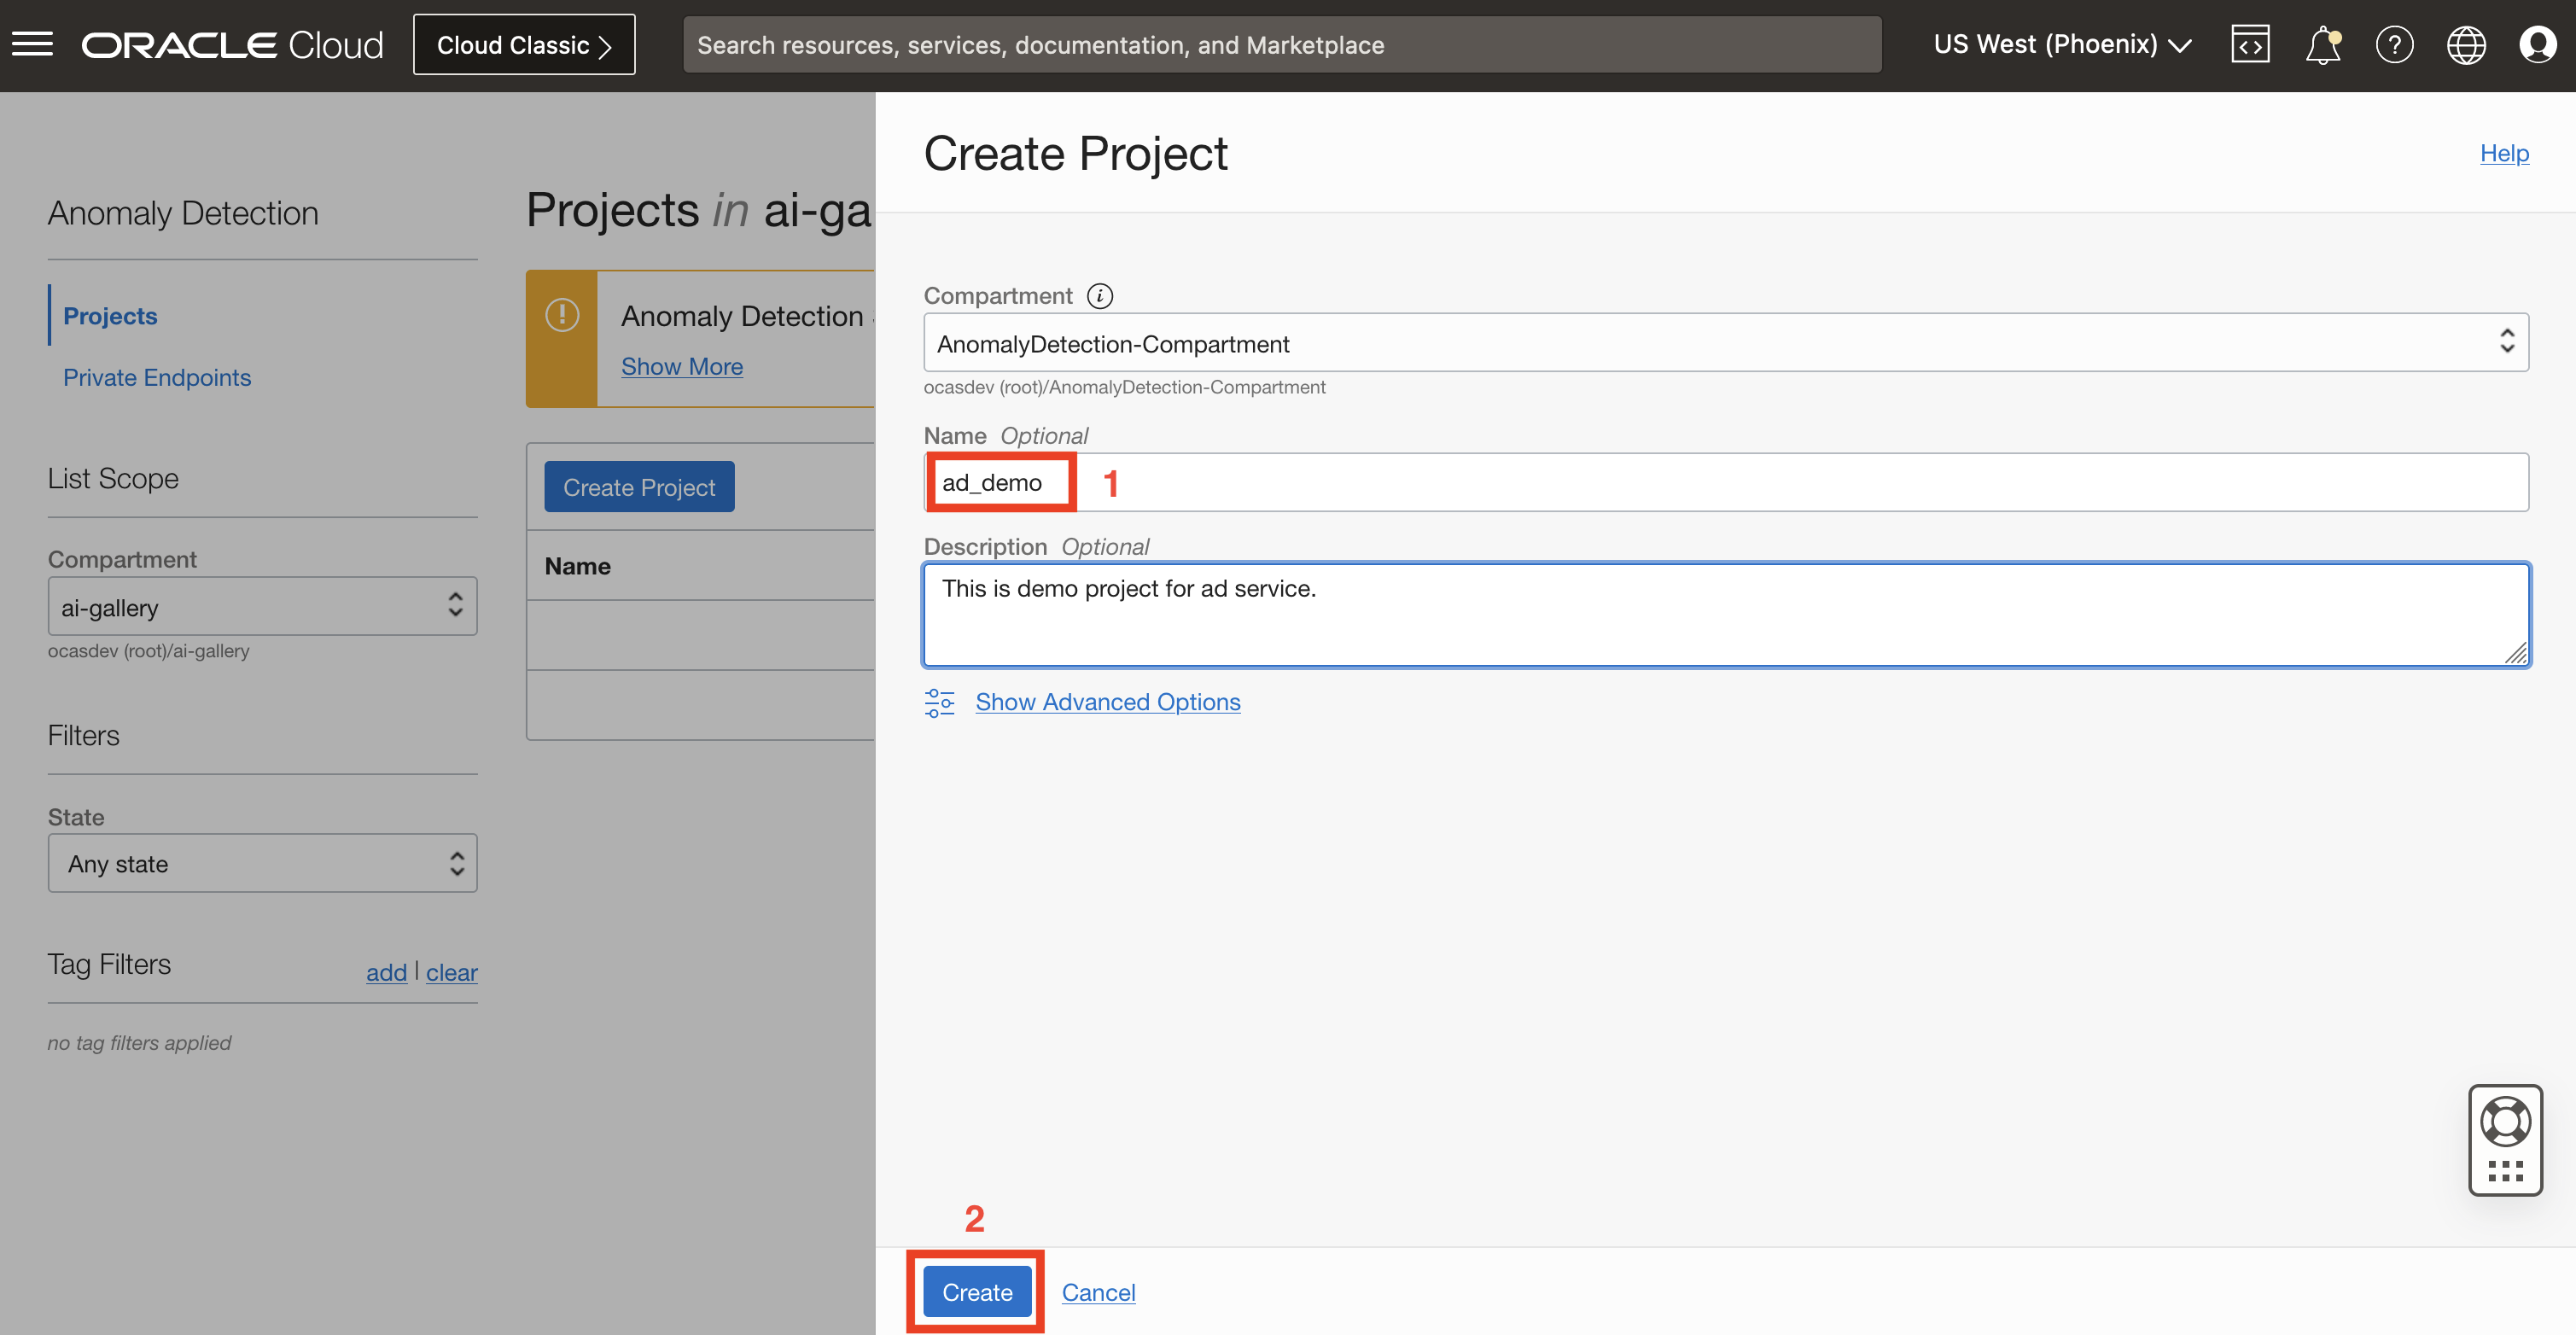 ORACLE Cloud
Cloud Classic
Search resources, services, documentation, and Marketplace
US West (Phoenix)
Anomaly Detection
Projects
Private Endpoints
List Scope
Compartment
ai-gallery
ocasdev (root)/ai-gallery
Filters
State
Any state
Tag Filters
add | clear
no tag filters applied
Projects in ai-ga
Anomaly Detection
Show More
Create Project
Name
Create Project
Help
Compartment
AnomalyDetection-Compartment
ocasdev (root)/AnomalyDetection-Compartment
Name Optional
ad_demo 1
Description Optional
This is demo project for ad service.
Show Advanced Options
2
Create Cancel